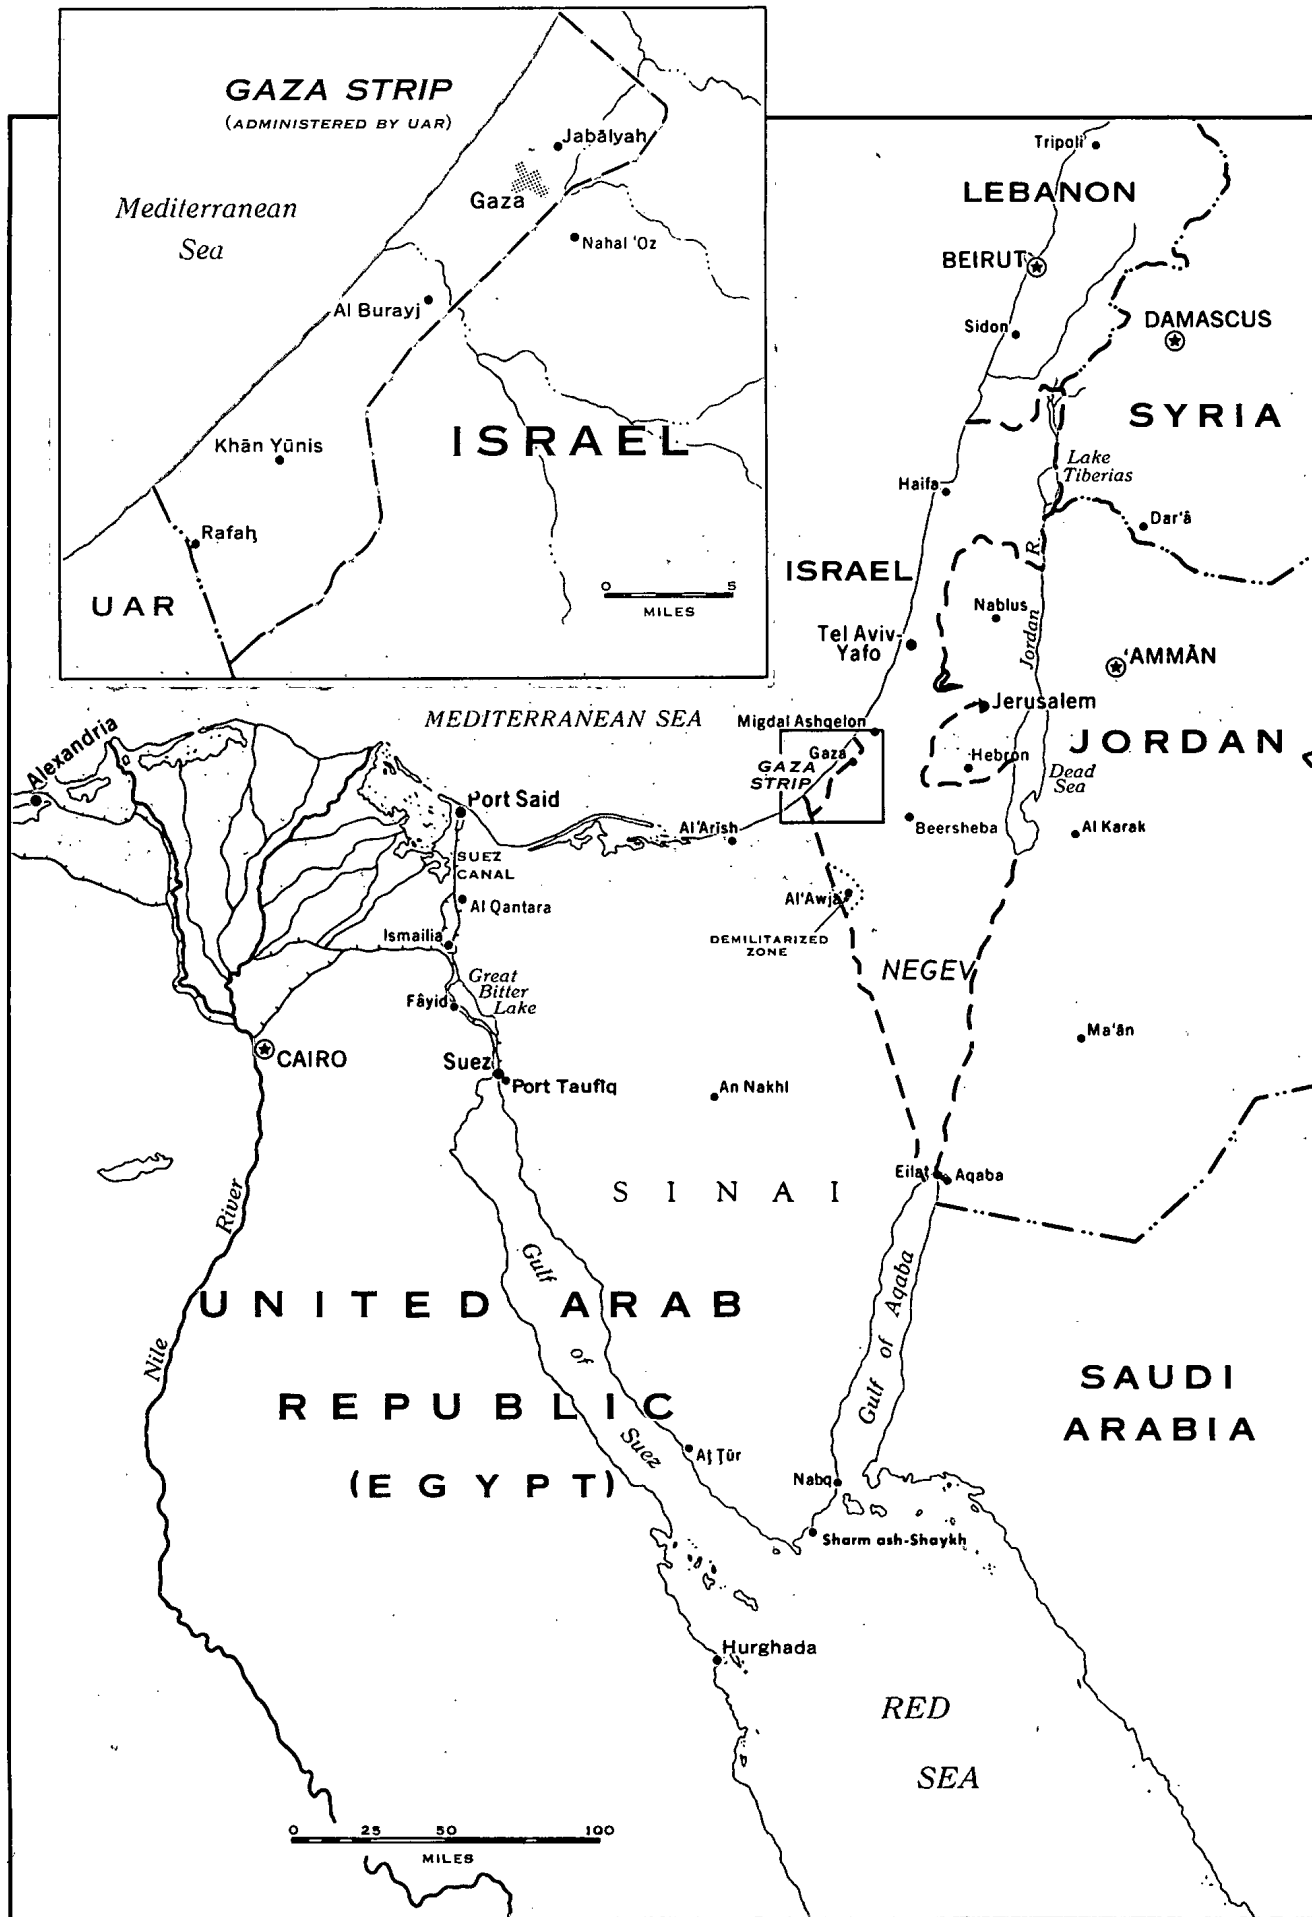 GAZA STRIP
(ADMINISTERED BY UAR)
Jabālyah
Gaza
Mediterranean
Sea
Nahal 'Oz
Al Burayj
ISRAEL
Khān Yūnis
Rafaḩ
UAR
0 5
MILES
Tripoli
LEBANON
BEIRUT
Sidon
DAMASCUS
SYRIA
Lake
Tiberias
Haifa
Dar'â
ISRAEL
Nablus
Jordan R.
Tel Aviv-
Yafo
'AMMĀN
Jerusalem
MEDITERRANEAN SEA
Migdal Ashqelon
Gaza
GAZA
STRIP
Hebron
JORDAN
Dead
Sea
Alexandria
Port Said
Al'Arīsh
Beersheba
Al Karak
SUEZ
CANAL
Al Qantara
Al'Awja
Ismailia
DEMILITARIZED
ZONE
NEGEV
Great
Bitter
Lake
Fâyid
CAIRO
Suez
Port Taufīq
An Nakhl
Ma'ān
Eilat
Aqaba
SINAI
Nile River
Gulf of Suez
Gulf of Aqaba
UNITED ARAB
REPUBLIC
(EGYPT)
SAUDI
ARABIA
Aţ Ţūr
Nabq
Sharm ash-Shaykh
Hurghada
RED
SEA
0 25 50 100
MILES